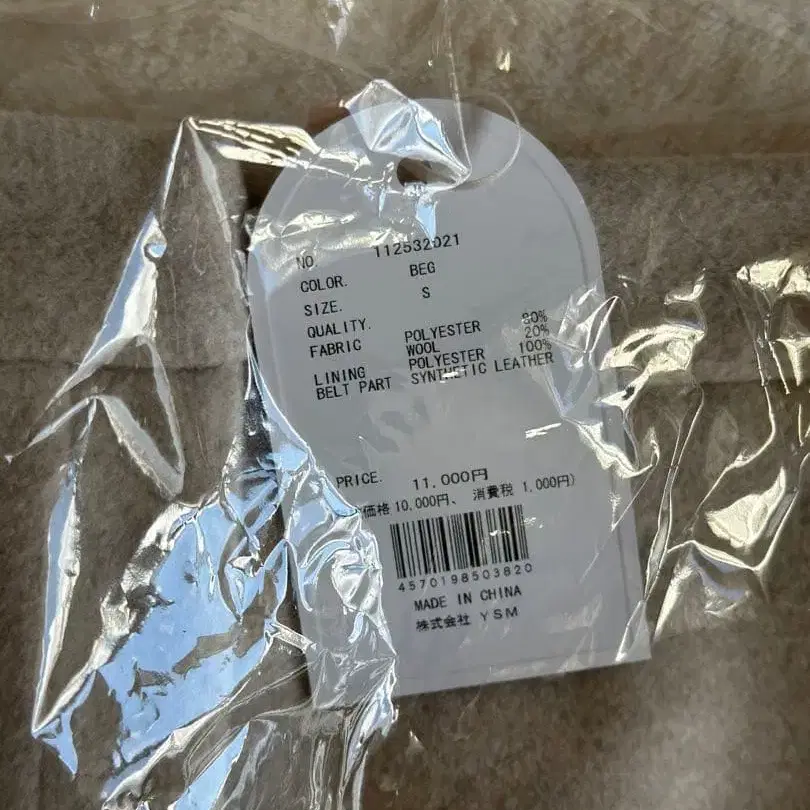 NO 112532021
COLOR. BEG
SIZE. S
QUALITY.
FABRIC POLYESTER 80%
WOOL 20%
LINING POLYESTER 100%
BELT PART SYNTHETIC LEATHER
PRICE. 11,000円
価格 10,000円、 消費税 1,000円)
4570198503820
MADE IN CHINA
株式会社 YSM